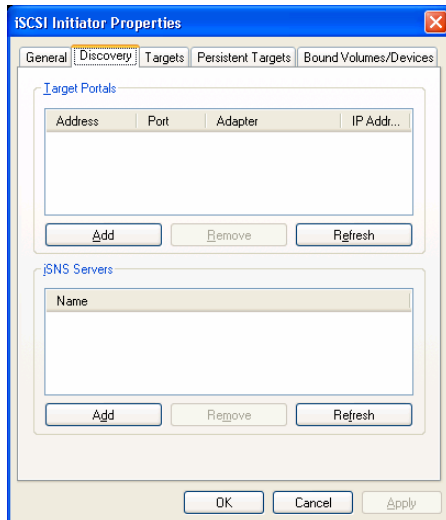 iSCSI Initiator Properties
General Discovery Targets Persistent Targets Bound Volumes/Devices
Target Portals
Address Port Adapter IP Addr...
Add Remove Refresh
iSNS Servers
Name
Add Remove Refresh
OK Cancel Apply